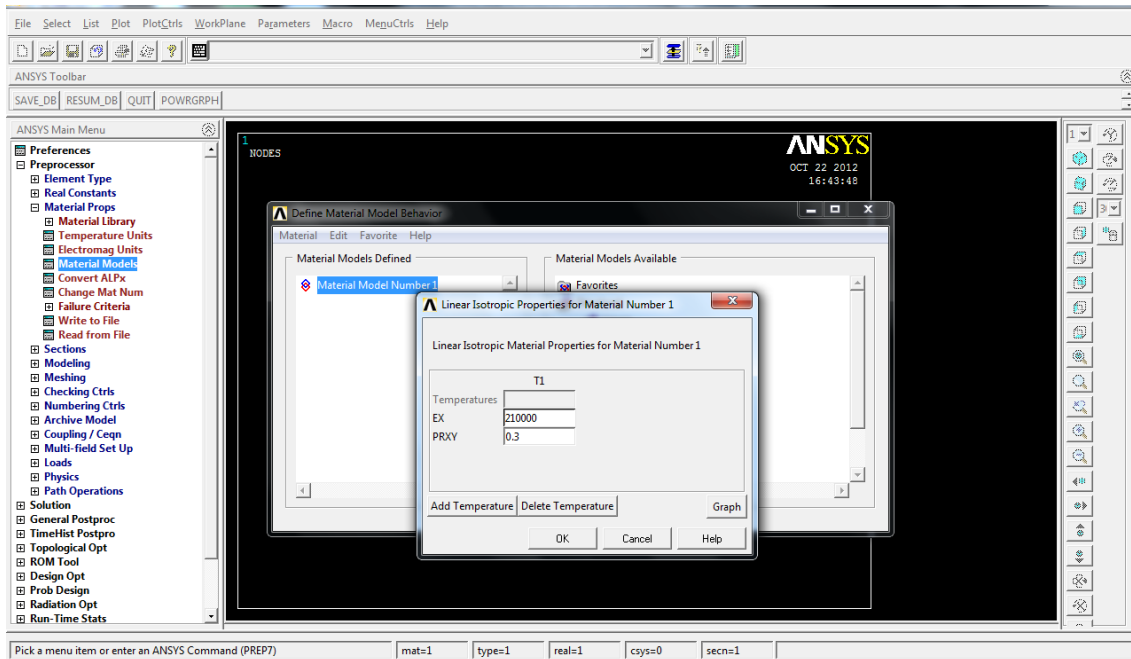 File Select List Plot PlotCtrls WorkPlane Parameters Macro MenuCtrls Help
ANSYS Toolbar
SAVE_DB RESUM_DB QUIT POWRGRPH
ANSYS Main Menu
Preferences
Preprocessor
Element Type
Real Constants
Material Props
Material Library
Temperature Units
Electromag Units
Material Models
Convert ALPx
Change Mat Num
Failure Criteria
Write to File
Read from File
Sections
Modeling
Meshing
Checking Ctrls
Numbering Ctrls
Archive Model
Coupling / Ceqn
Multi-field Set Up
Loads
Physics
Path Operations
Solution
General Postproc
TimeHist Postpro
Topological Opt
ROM Tool
Design Opt
Prob Design
Radiation Opt
Run-Time Stats
1
NODES
ANSYS
OCT 22 2012
16:43:48
Define Material Model Behavior
Material Edit Favorite Help
Material Models Defined
Material Models Available
Material Model Number 1
Favorites
Linear Isotropic Properties for Material Number 1
Linear Isotropic Material Properties for Material Number 1
T1
Temperatures
EX 210000
PRXY 0.3
Add Temperature Delete Temperature Graph
OK Cancel Help
1
3
Pick a menu item or enter an ANSYS Command (PREP7) mat=1 type=1 real=1 csys=0 secn=1